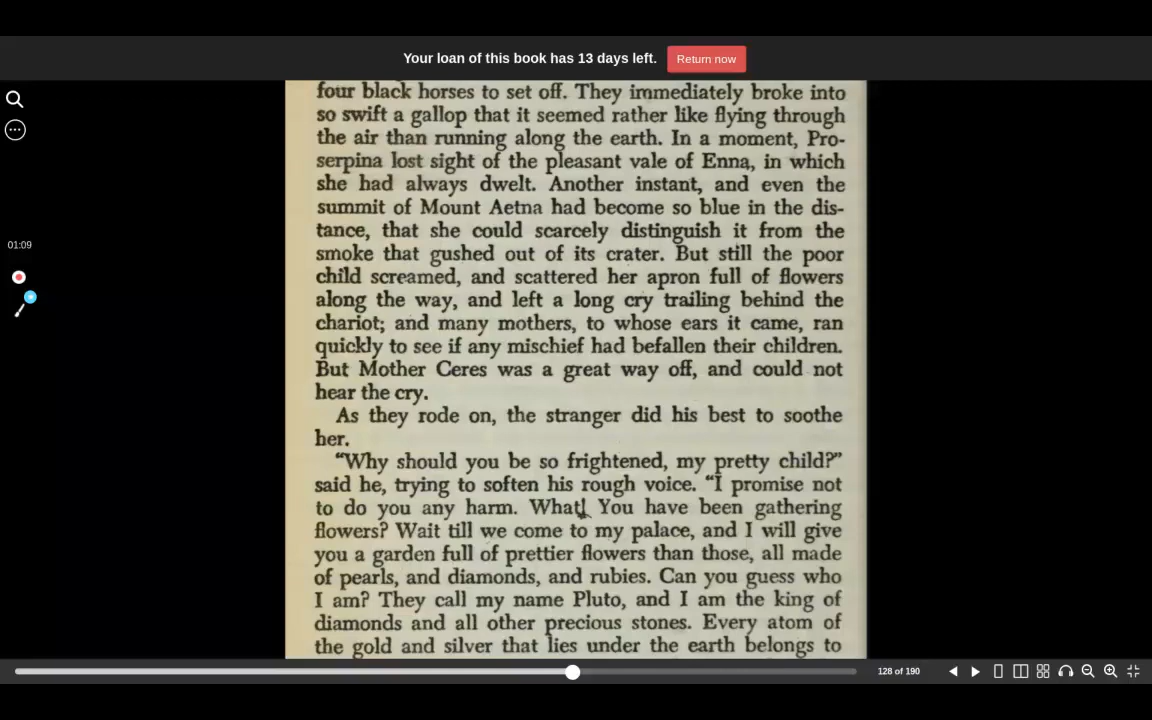 Your loan of this book has 13 days left. Return now
four black horses to set off. They immediately broke into
so swift a gallop that it seemed rather like flying through
the air than running along the earth. In a moment, Pro-
serpina lost sight of the pleasant vale of Enna, in which
she had always dwelt. Another instant, and even the
summit of Mount Aetna had become so blue in the dis-
tance, that she could scarcely distinguish it from the
smoke that gushed out of its crater. But still the poor
child screamed, and scattered her apron full of flowers
along the way, and left a long cry trailing behind the
chariot; and many mothers, to whose ears it came, ran
quickly to see if any mischief had befallen their children.
But Mother Ceres was a great way off, and could not
hear the cry.
As they rode on, the stranger did his best to soothe
her.
“Why should you be so frightened, my pretty child?”
said he, trying to soften his rough voice. “I promise not
to do you any harm. What! You have been gathering
flowers? Wait till we come to my palace, and I will give
you a garden full of prettier flowers than those, all made
of pearls, and diamonds, and rubies. Can you guess who
I am? They call my name Pluto, and I am the king of
diamonds and all other precious stones. Every atom of
the gold and silver that lies under the earth belongs to
01:09
128 of 190